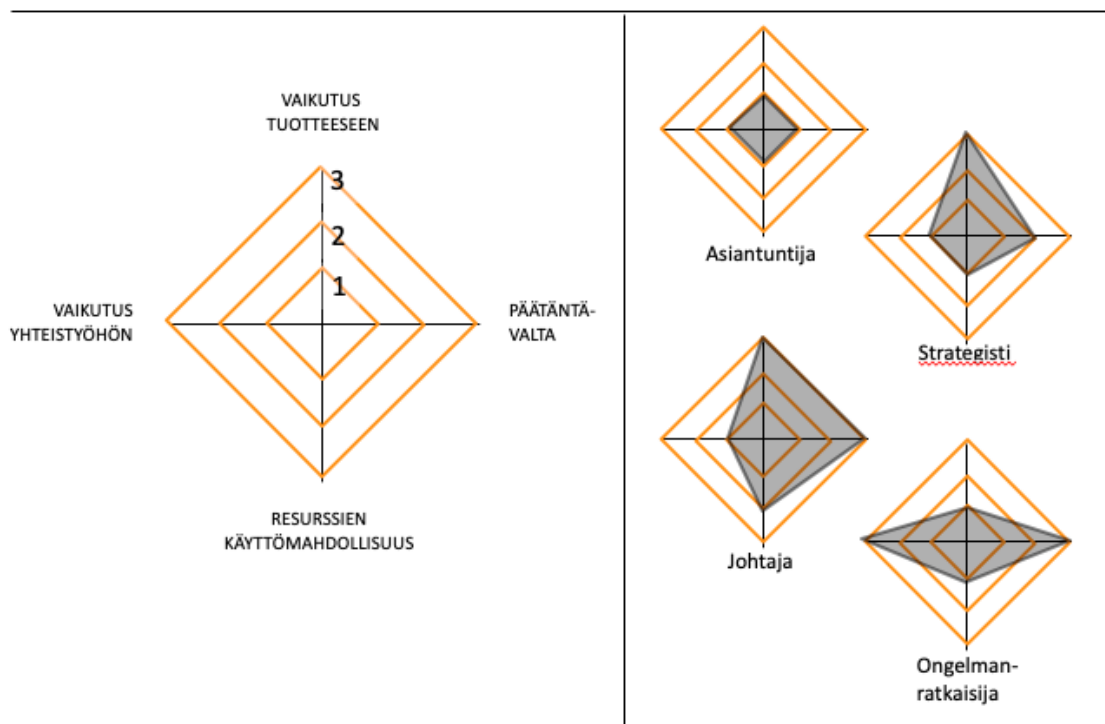 VAIKUTUS
TUOTTEESEEN
3
2
1
VAIKUTUS
YHTEISTYÖHÖN
PÄÄTÄNTÄ-
VALTA
RESURSSIEN
KÄYTTÖMAHDOLLISUUS
Asiantuntija
Strategisti
Johtaja
Ongelman-
ratkaisija